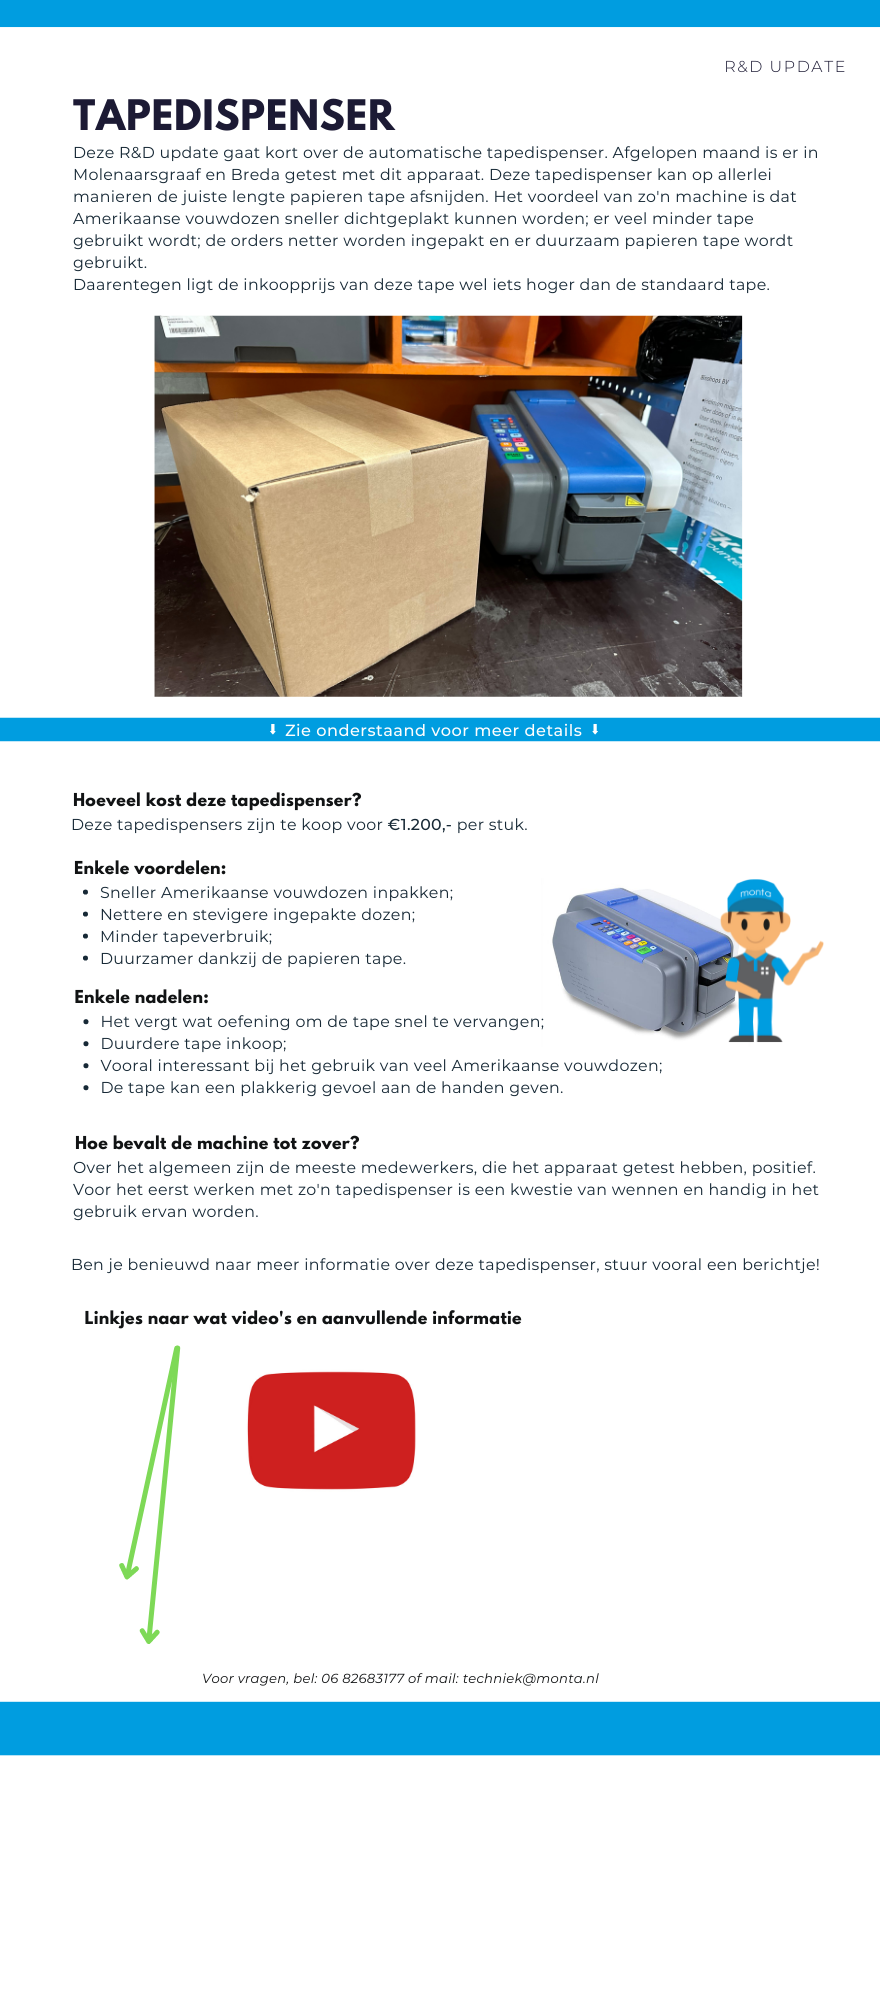 R&D UPDATE
TAPEDISPENSER
Deze R&D update gaat kort over de automatische tapedispenser. Afgelopen maand is er in
Molenaarsgraaf en Breda getest met dit apparaat. Deze tapedispenser kan op allerlei
manieren de juiste lengte papieren tape afsnijden. Het voordeel van zo'n machine is dat
Amerikaanse vouwdozen sneller dichtgeplakt kunnen worden; er veel minder tape
gebruikt wordt; de orders netter worden ingepakt en er duurzaam papieren tape wordt
gebruikt.
Daarentegen ligt de inkoopprijs van deze tape wel iets hoger dan de standaard tape.
Birdrops BV
⬇ Zie onderstaand voor meer details ⬇
Hoeveel kost deze tapedispenser?
Deze tapedispensers zijn te koop voor €1.200,- per stuk.
Enkele voordelen:
• Sneller Amerikaanse vouwdozen inpakken;
• Nettere en stevigere ingepakte dozen;
• Minder tapeverbruik;
• Duurzamer dankzij de papieren tape.
monta
Enkele nadelen:
• Het vergt wat oefening om de tape snel te vervangen;
• Duurdere tape inkoop;
• Vooral interessant bij het gebruik van veel Amerikaanse vouwdozen;
• De tape kan een plakkerig gevoel aan de handen geven.
Hoe bevalt de machine tot zover?
Over het algemeen zijn de meeste medewerkers, die het apparaat getest hebben, positief.
Voor het eerst werken met zo'n tapedispenser is een kwestie van wennen en handig in het
gebruik ervan worden.
Ben je benieuwd naar meer informatie over deze tapedispenser, stuur vooral een berichtje!
Linkjes naar wat video's en aanvullende informatie
Voor vragen, bel: 06 82683177 of mail: techniek@monta.nl